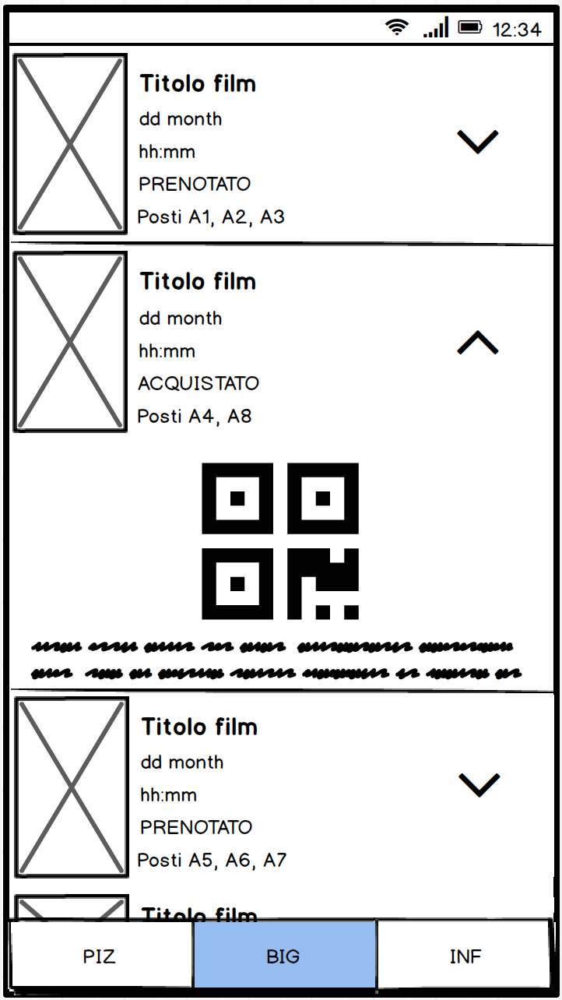 12:34
Titolo film
dd month
hh:mm
PRENOTATO
Posti A1, A2, A3
Titolo film
dd month
hh:mm
ACQUISTATO
Posti A4, A8
Titolo film
dd month
hh:mm
PRENOTATO
Posti A5, A6, A7
Titolo film
PIZ BIG INF